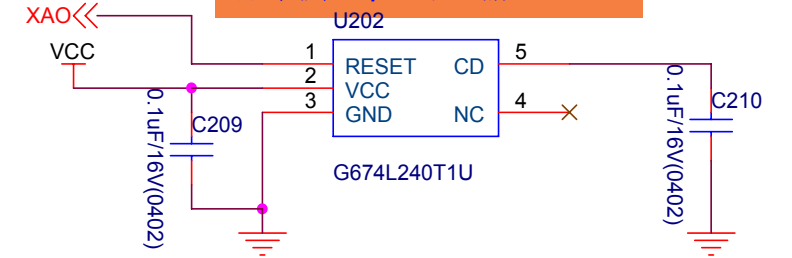 U202
XAO
VCC
1
RESET
CD
5
2
VCC
3
GND
NC
4
0.1uF/16V(0402)
C209
0.1uF/16V(0402)
C210
G674L240T1U